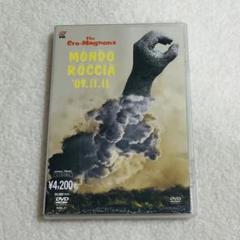 The
Cro-Magnons
MONDO
ROCCIA
'09.11.11
¥4,200
DVD
DVD